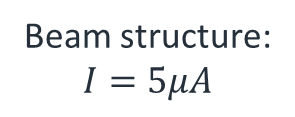 Beam structure:
I = 5μA